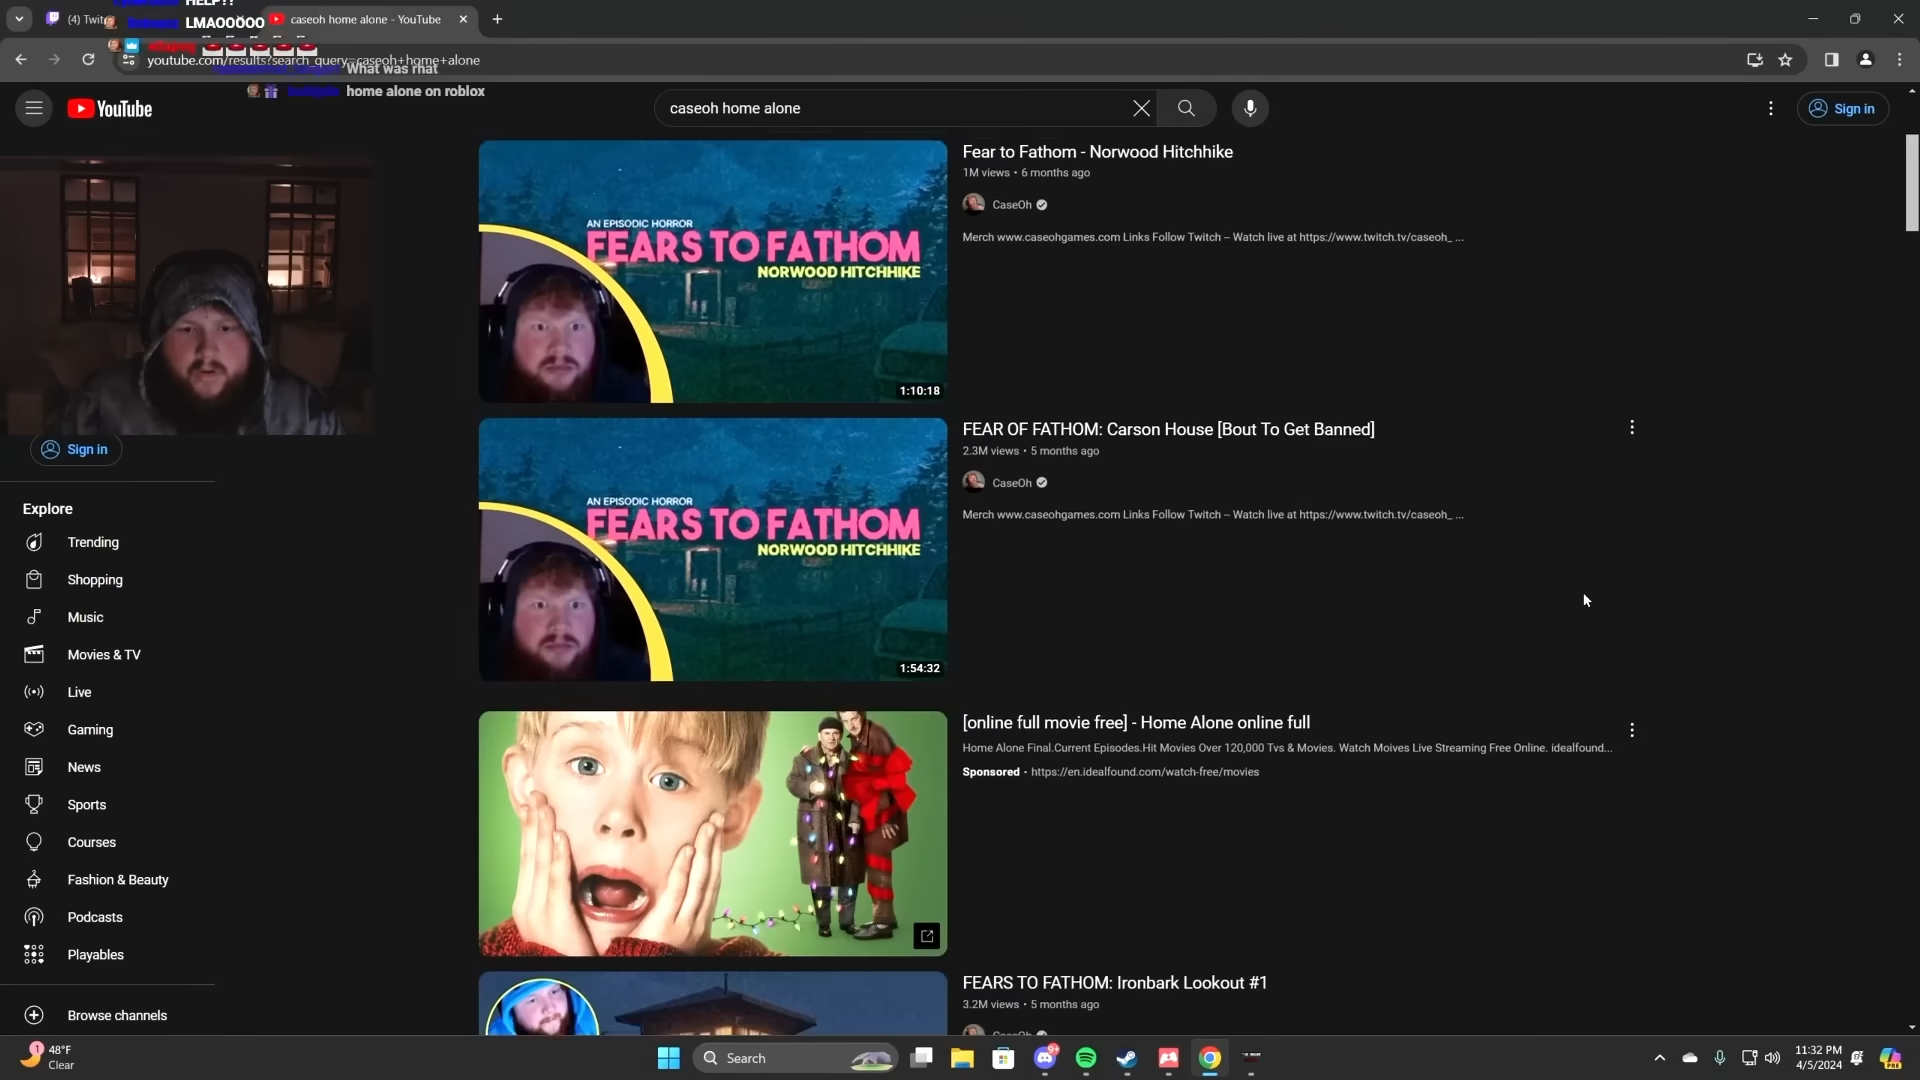 HELP??
LMAOOÕOO
(4) Twit
caseoh home alone - YouTube
youtube.com/results?search_query=caseoh+home+alone
What was rhat
home alone on roblox
YouTube
caseoh home alone
Sign in
Fear to Fathom - Norwood Hitchhike
1M views • 6 months ago
CaseOh
Merch www.caseohgames.com Links Follow Twitch – Watch live at https://www.twitch.tv/caseoh_ ...
AN EPISODIC HORROR
FEARS TO FATHOM
NORWOOD HITCHHIKE
1:10:18
FEAR OF FATHOM: Carson House [Bout To Get Banned]
2.3M views • 5 months ago
CaseOh
Merch www.caseohgames.com Links Follow Twitch – Watch live at https://www.twitch.tv/caseoh_ ...
AN EPISODIC HORROR
FEARS TO FATHOM
NORWOOD HITCHHIKE
1:54:32
Sign in
Explore
Trending
Shopping
Music
Movies & TV
Live
Gaming
News
Sports
Courses
Fashion & Beauty
Podcasts
Playables
Browse channels
[online full movie free] - Home Alone online full
Home Alone Final.Current Episodes.Hit Movies Over 120,000 Tvs & Movies. Watch Moives Live Streaming Free Online. idealfound...
Sponsored • https://en.idealfound.com/watch-free/movies
FEARS TO FATHOM: Ironbark Lookout #1
3.2M views • 5 months ago
CaseOh
1
48°F
Clear
Search
9+
11:32 PM
4/5/2024
PRE